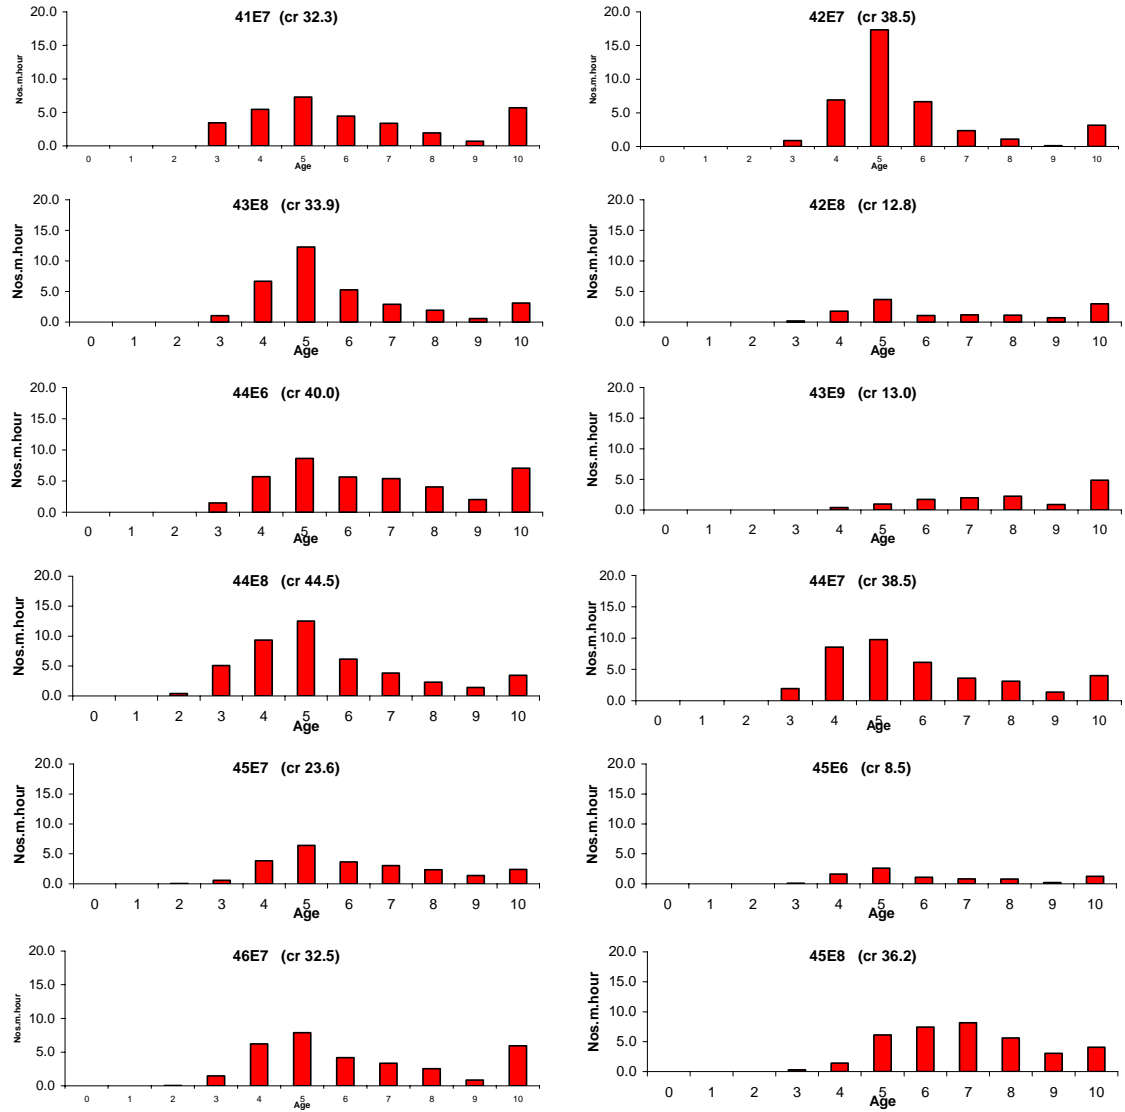 41E7 (cr 32.3)
20.0
15.0
10.0
5.0
0.0
Nos.m.hour
0 1 2 3 4 5 6 7 8 9 10
Age
42E7 (cr 38.5)
20.0
15.0
10.0
5.0
0.0
Nos.m.hour
0 1 2 3 4 5 6 7 8 9 10
Age
43E8 (cr 33.9)
20.0
15.0
10.0
5.0
0.0
Nos.m.hour
0 1 2 3 4 5 6 7 8 9 10
Age
42E8 (cr 12.8)
20.0
15.0
10.0
5.0
0.0
Nos.m.hour
0 1 2 3 4 5 6 7 8 9 10
Age
44E6 (cr 40.0)
20.0
15.0
10.0
5.0
0.0
Nos.m.hour
0 1 2 3 4 5 6 7 8 9 10
Age
43E9 (cr 13.0)
20.0
15.0
10.0
5.0
0.0
Nos.m.hour
0 1 2 3 4 5 6 7 8 9 10
Age
44E8 (cr 44.5)
20.0
15.0
10.0
5.0
0.0
Nos.m.hour
0 1 2 3 4 5 6 7 8 9 10
Age
44E7 (cr 38.5)
20.0
15.0
10.0
5.0
0.0
Nos.m.hour
0 1 2 3 4 5 6 7 8 9 10
Age
45E7 (cr 23.6)
20.0
15.0
10.0
5.0
0.0
Nos.m.hour
0 1 2 3 4 5 6 7 8 9 10
Age
45E6 (cr 8.5)
20.0
15.0
10.0
5.0
0.0
Nos.m.hour
0 1 2 3 4 5 6 7 8 9 10
Age
46E7 (cr 32.5)
20.0
15.0
10.0
5.0
0.0
Nos.m.hour
0 1 2 3 4 5 6 7 8 9 10
Age
45E8 (cr 36.2)
20.0
15.0
10.0
5.0
0.0
Nos.m.hour
0 1 2 3 4 5 6 7 8 9 10
Age